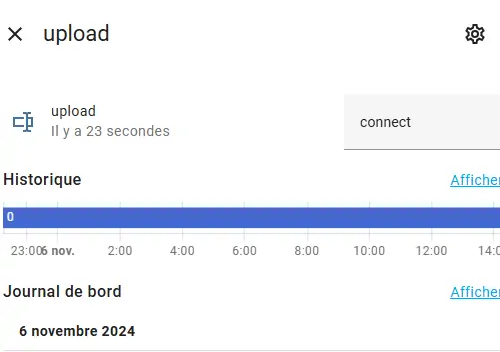 upload
upload
Il y a 23 secondes
connect
Historique
Afficher
0
23:00 6 nov. 2:00 4:00 6:00 8:00 10:00 12:00 14:0
Journal de bord
Afficher
6 novembre 2024